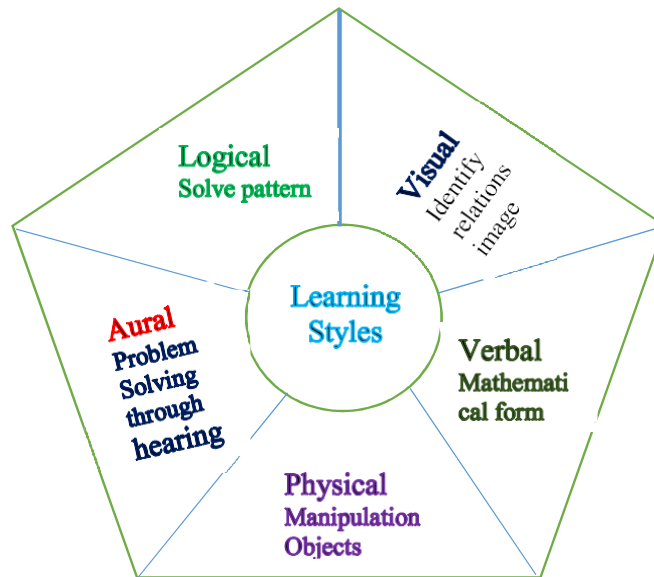 Logical
Solve pattern
Visual
Identify
relations
image
Learning
Styles
Aural
Problem
Solving
through
hearing
Verbal
Mathemati
cal form
Physical
Manipulation
Objects